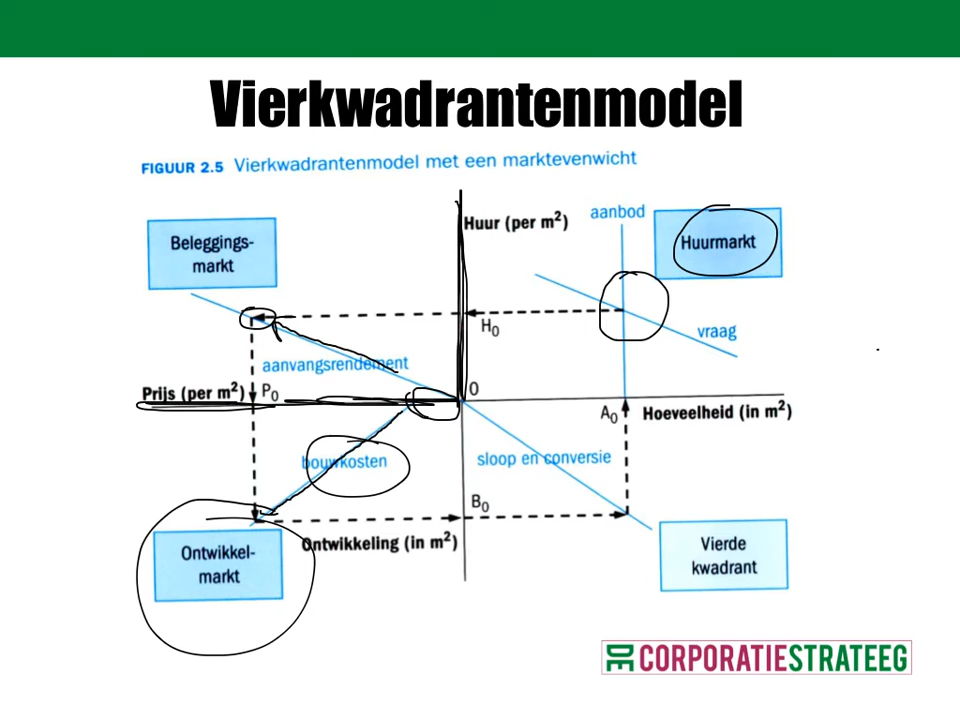 Vierkwadrantenmodel
FIGUUR 2.5 Vierkwadrantenmodel met een marktevenwicht
Beleggings-
markt
Huur (per m²)
aanbod
Huurmarkt
H₀
vraag
aanvangsrendement
Prijs (per m²)
P₀
0
A₀
Hoeveelheid (in m²)
bouwkosten
sloop en conversie
B₀
Ontwikkel-
markt
Ontwikkeling (in m²)
Vierde
kwadrant
DE CORPORATIESTRATEEG